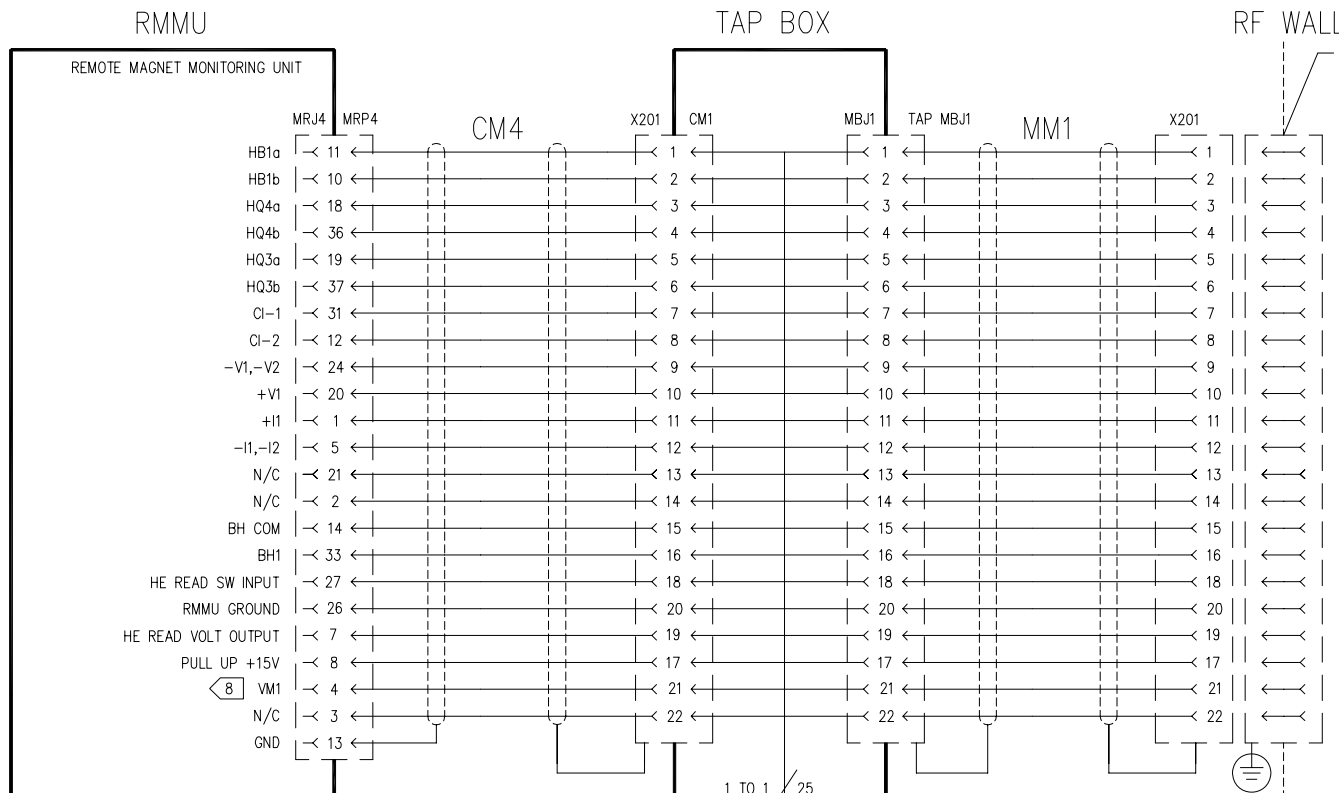 RMMU TAP BOX RF WALL
REMOTE MAGNET MONITORING UNIT
MRJ4 MRP4 CM4 X201 CM1 MBJ1 TAP MBJ1 MM1 X201
HB1a 11 1 1 1
HB1b 10 2 2 2
HQ4a 18 3 3 3
HQ4b 36 4 4 4
HQ3a 19 5 5 5
HQ3b 37 6 6 6
CI-1 31 7 7 7
CI-2 12 8 8 8
-V1,-V2 24 9 9 9
+V1 20 10 10 10
+I1 1 11 11 11
-I1,-I2 5 12 12 12
N/C 21 13 13 13
N/C 2 14 14 14
BH COM 14 15 15 15
BH1 33 16 16 16
HE READ SW INPUT 27 18 18 18
RMMU GROUND 26 20 20 20
HE READ VOLT OUTPUT 7 19 19 19
PULL UP +15V 8 17 17 17
8 VM1 4 21 21 21
N/C 3 22 22 22
GND 13
1 TO 1 25